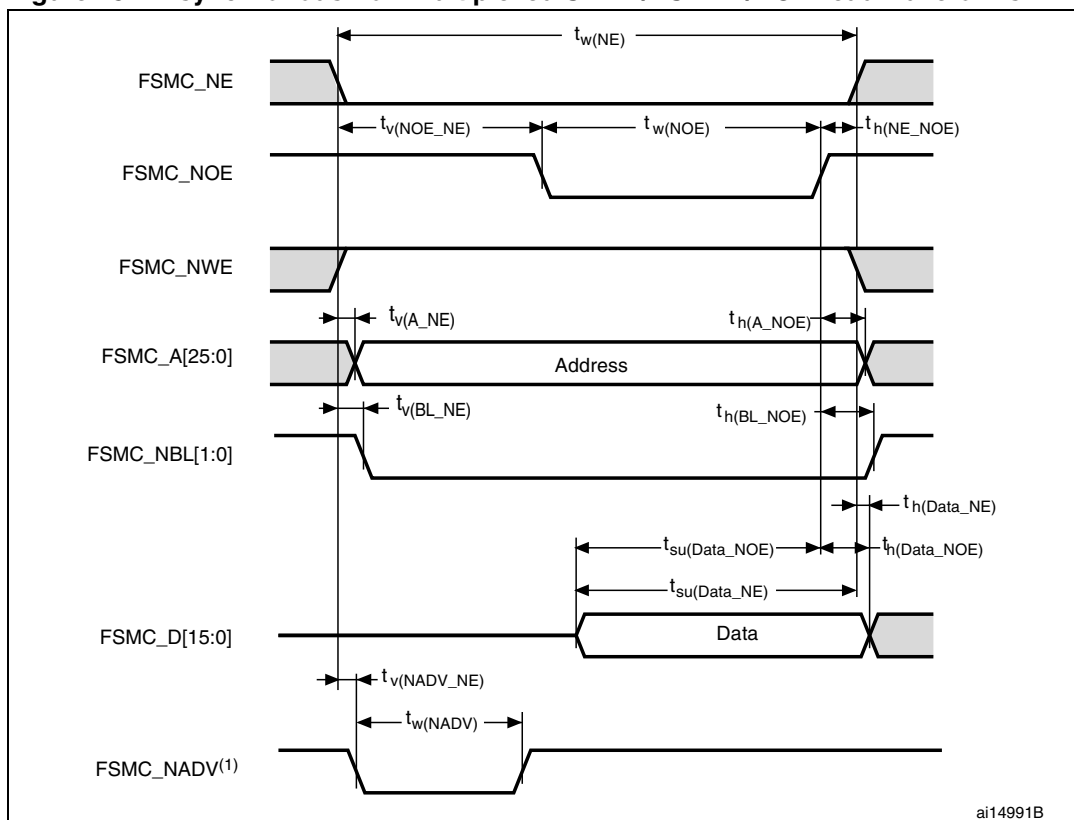 tw(NE)
FSMC_NE
tv(NOE_NE)
tw(NOE)
th(NE_NOE)
FSMC_NOE
FSMC_NWE
tv(A_NE)
th(A_NOE)
FSMC_A[25:0]
Address
tv(BL_NE)
th(BL_NOE)
FSMC_NBL[1:0]
th(Data_NE)
tsu(Data_NOE)
th(Data_NOE)
tsu(Data_NE)
FSMC_D[15:0]
Data
tv(NADV_NE)
tw(NADV)
FSMC_NADV(1)
ai14991B